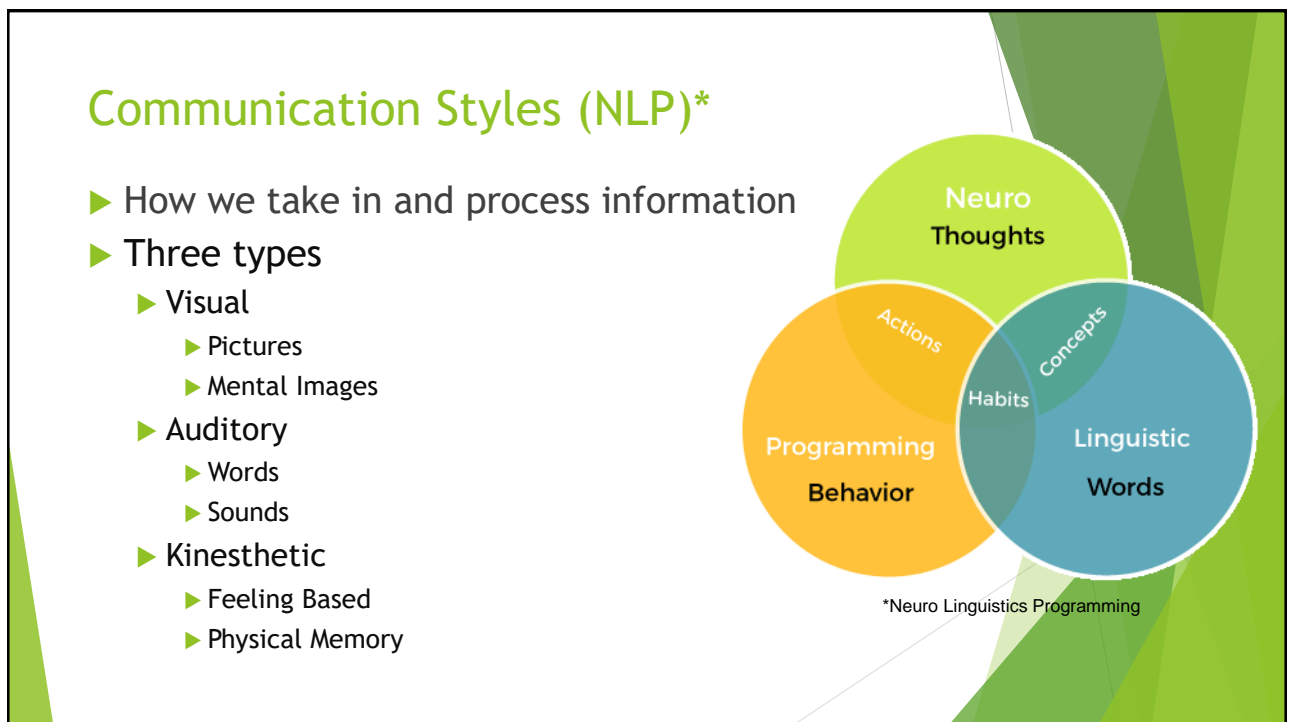 Communication Styles (NLP)*
How we take in and process information
Three types
Visual
Pictures
Mental Images
Auditory
Words
Sounds
Kinesthetic
Feeling Based
Physical Memory
Neuro
Thoughts
Actions
Concepts
Habits
Programming
Behavior
Linguistic
Words
*Neuro Linguistics Programming